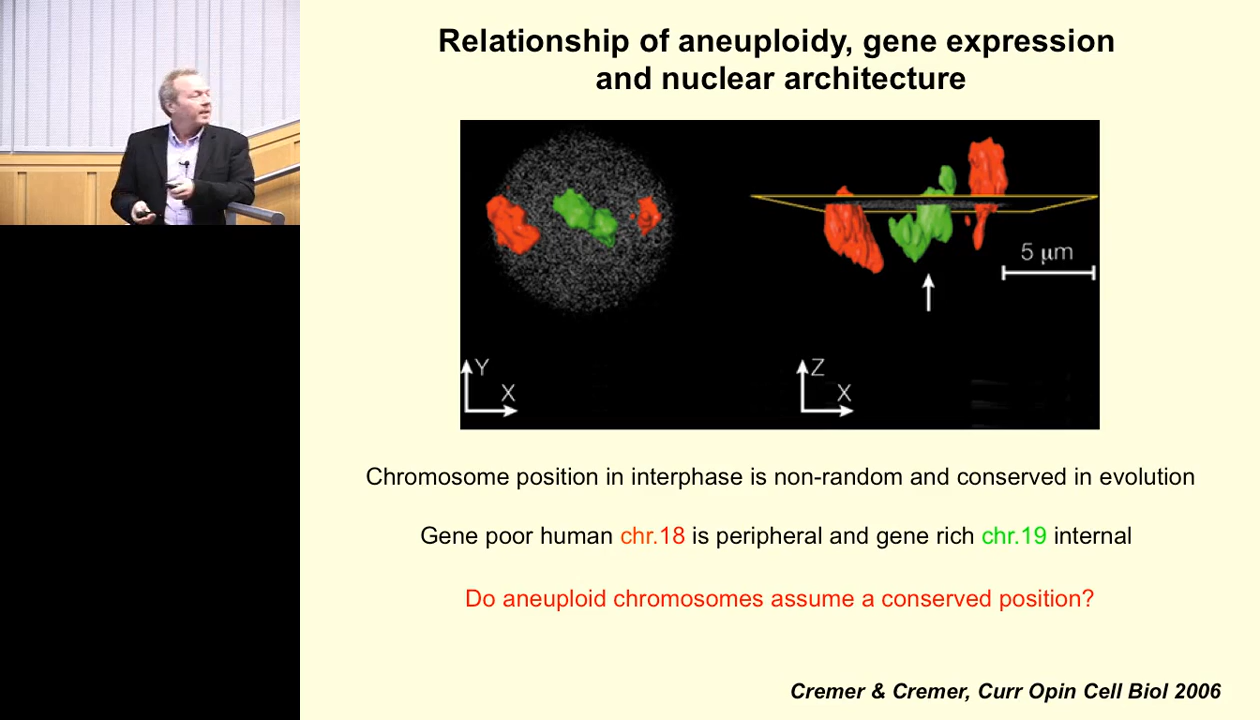 Relationship of aneuploidy, gene expression
and nuclear architecture
5 μm
Y
X
Z
X
Chromosome position in interphase is non-random and conserved in evolution
Gene poor human chr.18 is peripheral and gene rich chr.19 internal
Do aneuploid chromosomes assume a conserved position?
Cremer & Cremer, Curr Opin Cell Biol 2006